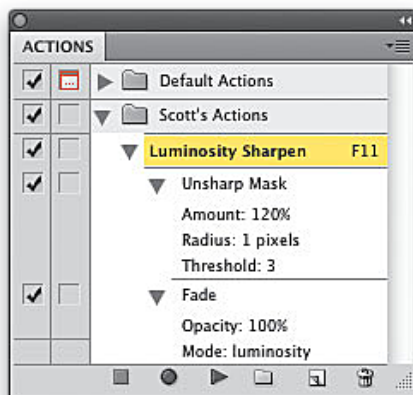 ACTIONS
Default Actions
Scott's Actions
Luminosity Sharpen F11
Unsharp Mask
Amount: 120%
Radius: 1 pixels
Threshold: 3
Fade
Opacity: 100%
Mode: luminosity